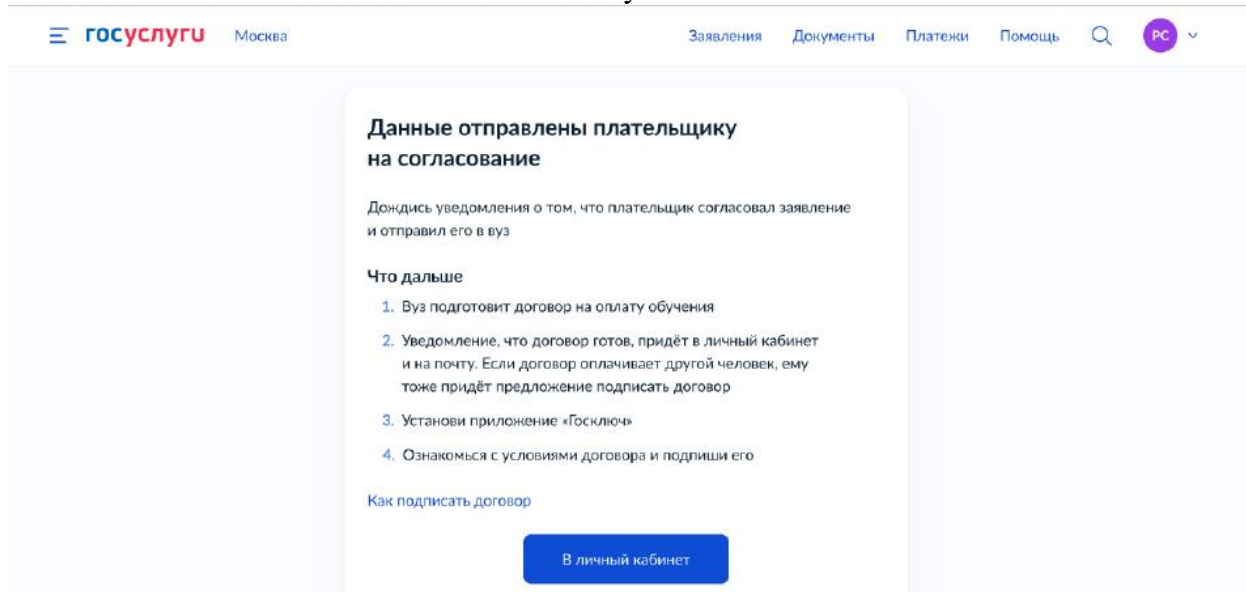 госуслуги Москва Заявления Документы Платежи Помощь РС
Данные отправлены плательщику
на согласование
Дождись уведомления о том, что плательщик согласовал заявление
и отправил его в вуз
Что дальше
1. Вуз подготовит договор на оплату обучения
2. Уведомление, что договор готов, придёт в личный кабинет
и на почту. Если договор оплачивает другой человек, ему
тоже придёт предложение подписать договор
3. Установи приложение «Госключ»
4. Ознакомься с условиями договора и подпиши его
Как подписать договор
В личный кабинет